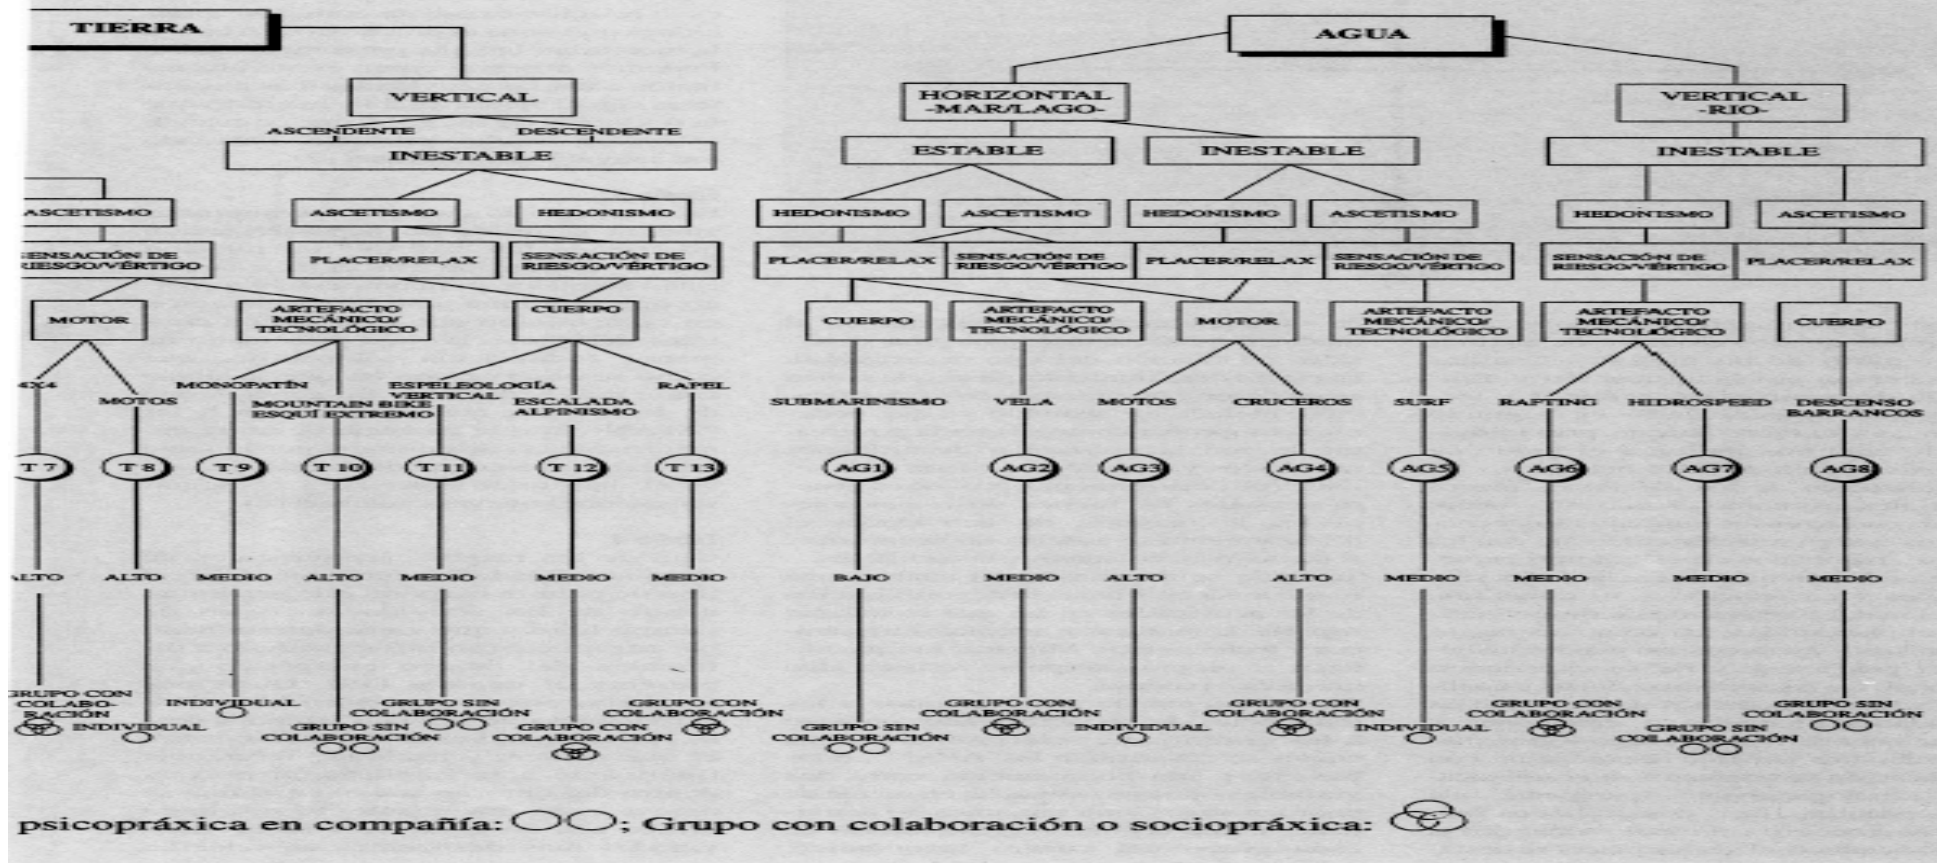 TIERRA
AGUA
VERTICAL
HORIZONTAL
-MAR/LAGO-
VERTICAL
-RIO-
ASCENDENTE
DESCENDENTE
INESTABLE
ESTABLE
INESTABLE
INESTABLE
ASCETISMO
ASCETISMO
HEDONISMO
HEDONISMO
ASCETISMO
HEDONISMO
ASCETISMO
HEDONISMO
ASCETISMO
SENSACIÓN DE
RIESGO/VÉRTIGO
PLACER/RELAX
SENSACIÓN DE
RIESGO/VÉRTIGO
PLACER/RELAX
SENSACIÓN DE
RIESGO/VÉRTIGO
PLACER/RELAX
SENSACIÓN DE
RIESGO/VÉRTIGO
SENSACIÓN DE
RIESGO/VÉRTIGO
PLACER/RELAX
MOTOR
ARTEFACTO
MECÁNICO/
TECNOLÓGICO
CUERPO
CUERPO
ARTEFACTO
MECÁNICO/
TECNOLÓGICO
MOTOR
ARTEFACTO
MECÁNICO/
TECNOLÓGICO
ARTEFACTO
MECÁNICO/
TECNOLÓGICO
CUERPO
4X4
MOTOS
MONOPATÍN
MOUNTAIN BIKE
ESQUÍ EXTREMO
ESPELEOLOGÍA
VERTICAL
ESCALADA
ALPINISMO
RAPEL
SUBMARINISMO
VELA
MOTOS
CRUCEROS
SURF
RAFTING
HIDROSPEED
DESCENSO
BARRANCOS
T 7
T 8
T 9
T 10
T 11
T 12
T 13
AG1
AG2
AG3
AG4
AG5
AG6
AG7
AG8
ALTO
ALTO
MEDIO
ALTO
MEDIO
MEDIO
MEDIO
BAJO
MEDIO
ALTO
ALTO
MEDIO
MEDIO
MEDIO
MEDIO
GRUPO CON
COLABO-
RACIÓN
INDIVIDUAL
INDIVIDUAL
GRUPO SIN
COLABORACIÓN
GRUPO SIN
COLABORACIÓN
GRUPO CON
COLABORACIÓN
GRUPO CON
COLABORACIÓN
GRUPO SIN
COLABORACIÓN
GRUPO CON
COLABORACIÓN
INDIVIDUAL
GRUPO CON
COLABORACIÓN
INDIVIDUAL
GRUPO CON
COLABORACIÓN
GRUPO SIN
COLABORACIÓN
GRUPO SIN
COLABORACIÓN
psicopráxica en compañía: ; Grupo con colaboración o sociopráxica: